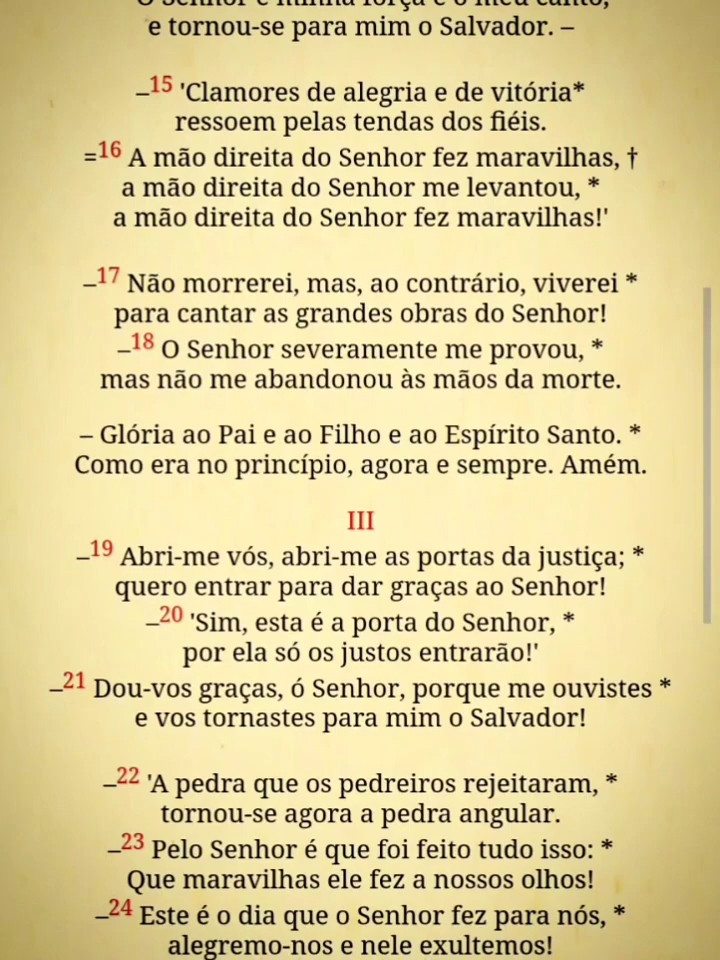 O Senhor é minha força e o meu canto,
e tornou-se para mim o Salvador. –
–15 'Clamores de alegria e de vitória*
ressoem pelas tendas dos fiéis.
=16 A mão direita do Senhor fez maravilhas, †
a mão direita do Senhor me levantou, *
a mão direita do Senhor fez maravilhas!'
–17 Não morrerei, mas, ao contrário, viverei *
para cantar as grandes obras do Senhor!
–18 O Senhor severamente me provou, *
mas não me abandonou às mãos da morte.
– Glória ao Pai e ao Filho e ao Espírito Santo. *
Como era no princípio, agora e sempre. Amém.
III
–19 Abri-me vós, abri-me as portas da justiça; *
quero entrar para dar graças ao Senhor!
–20 'Sim, esta é a porta do Senhor, *
por ela só os justos entrarão!'
–21 Dou-vos graças, ó Senhor, porque me ouvistes *
e vos tornastes para mim o Salvador!
–22 'A pedra que os pedreiros rejeitaram, *
tornou-se agora a pedra angular.
–23 Pelo Senhor é que foi feito tudo isso: *
Que maravilhas ele fez a nossos olhos!
–24 Este é o dia que o Senhor fez para nós, *
alegremo-nos e nele exultemos!